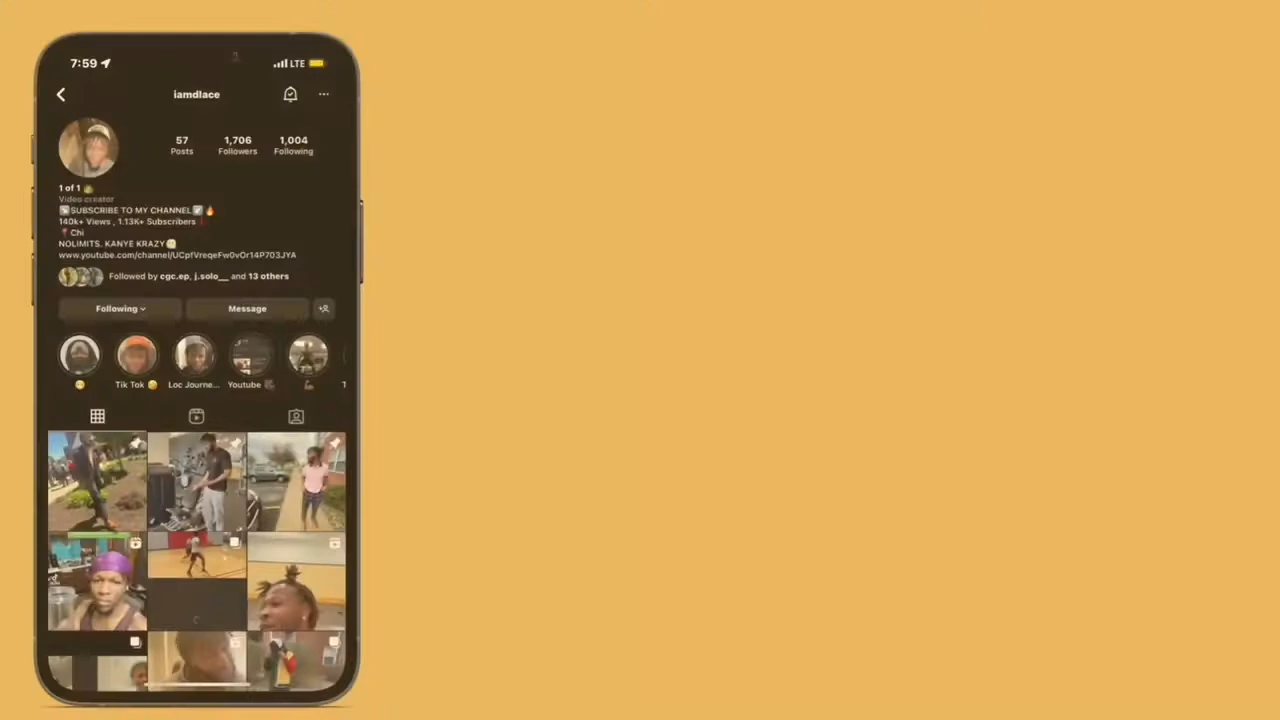 7:59 LTE
iamdlace
57 1,706 1,004
Posts Followers Following
1 of 1
Video creator
SUBSCRIBE TO MY CHANNEL
140k+ Views , 1.13K+ Subscribers
Chi
NOLIMITS. KANYE KRAZY
www.youtube.com/channel/UCpfVreqeFw0vOr14P703JYA
Followed by cgc.ep, j.solo__ and 13 others
Following Message
Tik Tok Loc Journe... Youtube T